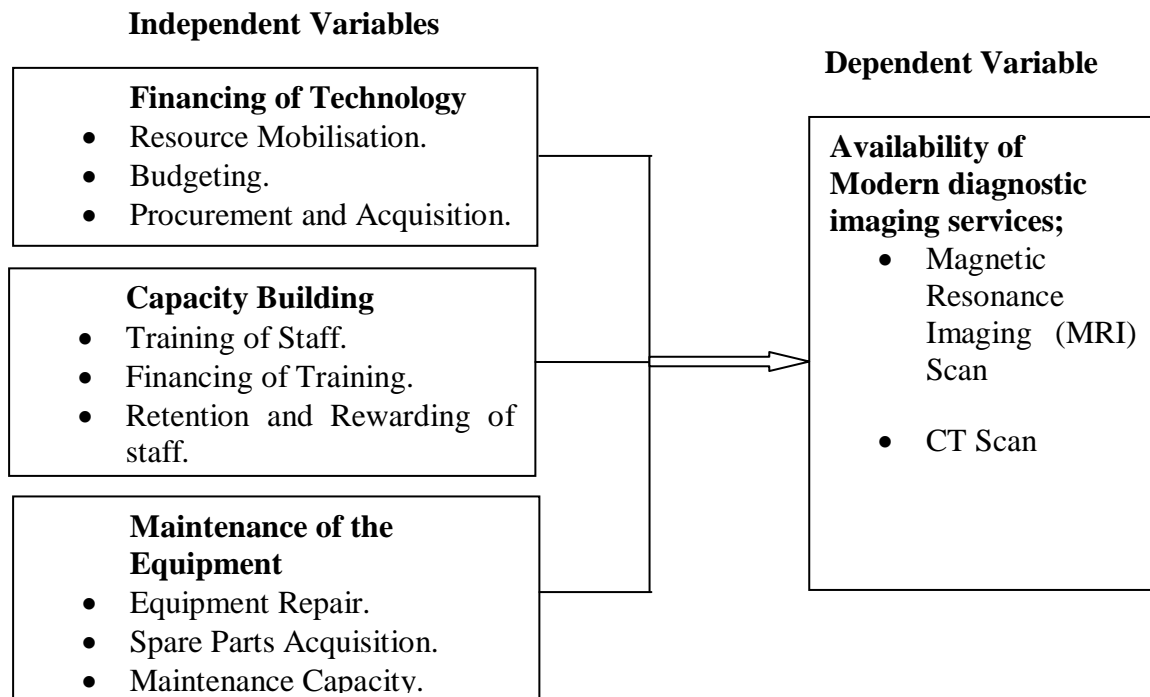 Independent Variables
Financing of Technology
• Resource Mobilisation.
• Budgeting.
• Procurement and Acquisition.
Capacity Building
• Training of Staff.
• Financing of Training.
• Retention and Rewarding of
staff.
Maintenance of the
Equipment
• Equipment Repair.
• Spare Parts Acquisition.
• Maintenance Capacity.
Dependent Variable
Availability of
Modern diagnostic
imaging services;
• Magnetic
Resonance
Imaging (MRI)
Scan
• CT Scan